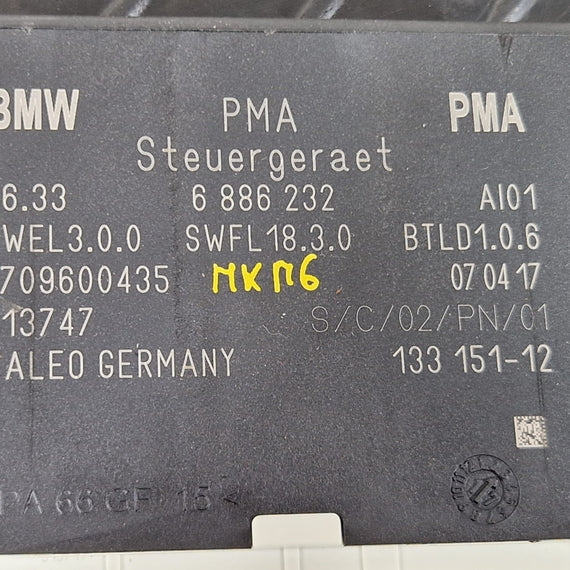 BMW PMA PMA
Steuergeraet
6.33 6 886 232 AI01
WEL3.0.0 SWFL18.3.0 BTLD1.0.6
709600435 MKM6 07 04 17
13747 S/C/02/PN/01
ALEO GERMANY 133 151-12
PA 66 GF 15 <